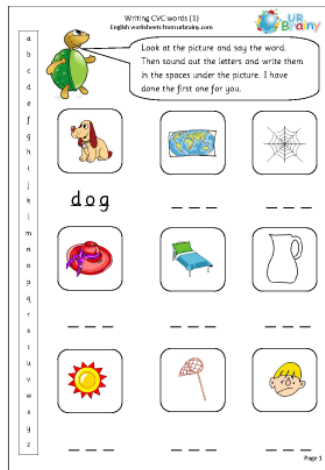 Writing CVC words (1)
English worksheets from urbrainy.com
UR
Brainy
Look at the picture and say the word.
Then sound out the letters and write them
in the spaces under the picture. I have
done the first one for you.
a
b
c
d
e
f
g
h
i
j
k
l
m
n
o
p
q
r
s
t
u
v
w
x
y
z
dog
Page 1